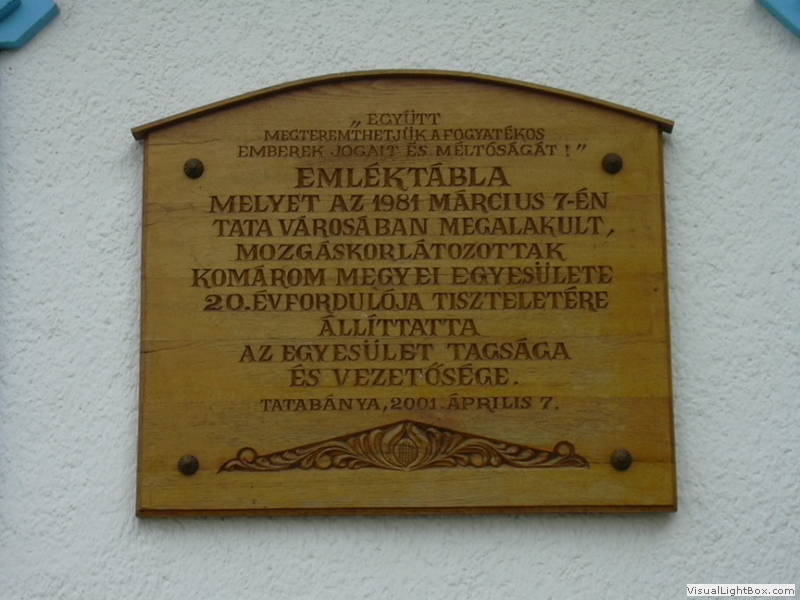 „EGYÜTT
MEGTEREMTHETJÜK A FOGYATÉKOS
EMBEREK JOGAIT ÉS MÉLTÓSÁGÁT!"
EMLÉKTÁBLA
MELYET AZ 1981 MÁRCIUS 7-ÉN
TATA VÁROSÁBAN MEGALAKULT,
MOZGÁSKORLÁTOZOTTAK
KOMÁROM MEGYEI EGYESÜLETE
20. ÉVFORDULÓJA TISZTELETÉRE
ÁLLÍTTATTA
AZ EGYESÜLET TAGSÁGA
ÉS VEZETŐSÉGE.
TATABÁNYA, 2001. ÁPRILIS 7.
VisualLightBox.com